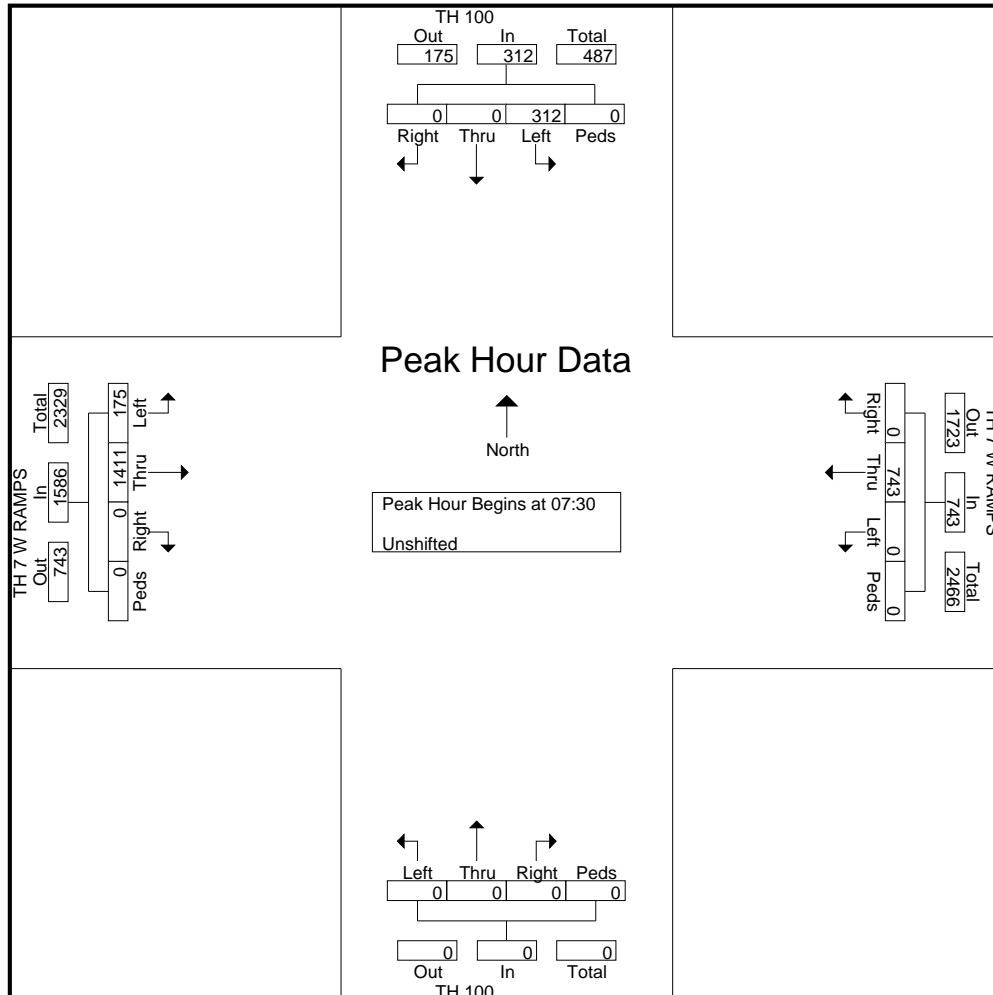 TH 100
Out In Total
175 312 487
0 0 312 0
Right Thru Left Peds
Peak Hour Data
North
Peak Hour Begins at 07:30
Unshifted
TH 7 W RAMPS
Total In Out
2329 1586 743
175 1411 0 0
Left Thru Right Peds
TH 7 W RAMPS
Out In Total
1723 743 2466
0 743 0 0
Right Thru Left Peds
Left Thru Right Peds
0 0 0 0
0 0 0
Out In Total
TH 100